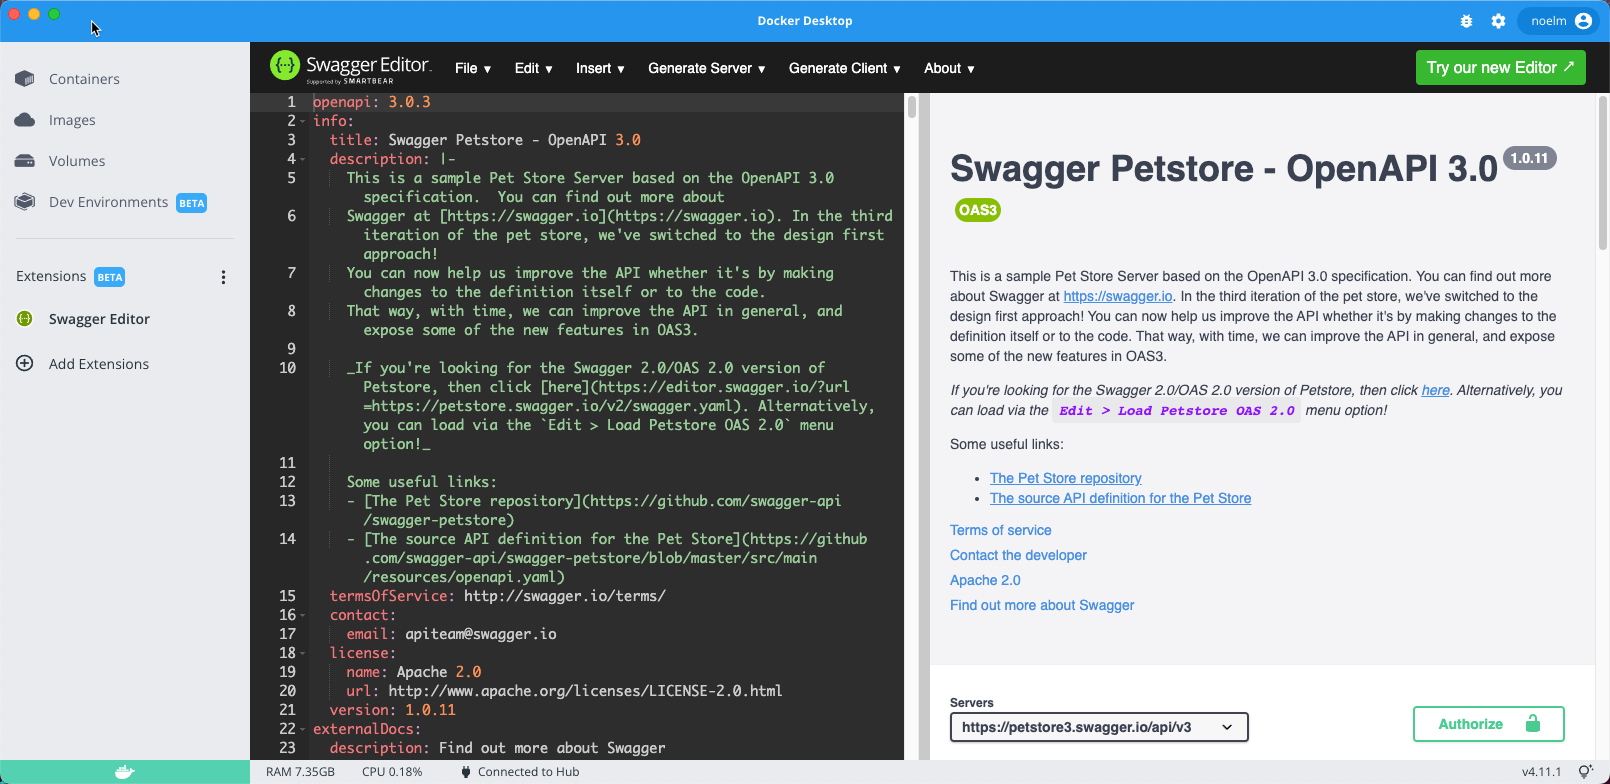 Docker Desktop
noelm
Containers
Images
Volumes
Dev Environments BETA
Extensions BETA
Swagger Editor
Add Extensions
Swagger Editor
Supported by SMARTBEAR
File ▾ Edit ▾ Insert ▾ Generate Server ▾ Generate Client ▾ About ▾
Try our new Editor ↗
1 openapi: 3.0.3
2 info:
3 title: Swagger Petstore - OpenAPI 3.0
4 description: |-
5 This is a sample Pet Store Server based on the OpenAPI 3.0
specification.  You can find out more about
6 Swagger at [https://swagger.io](https://swagger.io). In the third
iteration of the pet store, we've switched to the design first
approach!
7 You can now help us improve the API whether it's by making
changes to the definition itself or to the code.
8 That way, with time, we can improve the API in general, and
expose some of the new features in OAS3.
9
10 _If you're looking for the Swagger 2.0/OAS 2.0 version of
Petstore, then click [here](https://editor.swagger.io/?url
=https://petstore.swagger.io/v2/swagger.yaml). Alternatively,
you can load via the `Edit > Load Petstore OAS 2.0` menu
option!_
11
12 Some useful links:
13 - [The Pet Store repository](https://github.com/swagger-api
/swagger-petstore)
14 - [The source API definition for the Pet Store](https://github
.com/swagger-api/swagger-petstore/blob/master/src/main
/resources/openapi.yaml)
15 termsOfService: http://swagger.io/terms/
16 contact:
17 email: apiteam@swagger.io
18 license:
19 name: Apache 2.0
20 url: http://www.apache.org/licenses/LICENSE-2.0.html
21 version: 1.0.11
22 externalDocs:
23 description: Find out more about Swagger
Swagger Petstore - OpenAPI 3.0 1.0.11
OAS3
This is a sample Pet Store Server based on the OpenAPI 3.0 specification. You can find out more
about Swagger at https://swagger.io. In the third iteration of the pet store, we've switched to the
design first approach! You can now help us improve the API whether it's by making changes to the
definition itself or to the code. That way, with time, we can improve the API in general, and expose
some of the new features in OAS3.
If you're looking for the Swagger 2.0/OAS 2.0 version of Petstore, then click here. Alternatively, you
can load via the Edit > Load Petstore OAS 2.0 menu option!
Some useful links:
• The Pet Store repository
• The source API definition for the Pet Store
Terms of service
Contact the developer
Apache 2.0
Find out more about Swagger
Servers
https://petstore3.swagger.io/api/v3
Authorize
RAM 7.35GB CPU 0.18% Connected to Hub
v4.11.1